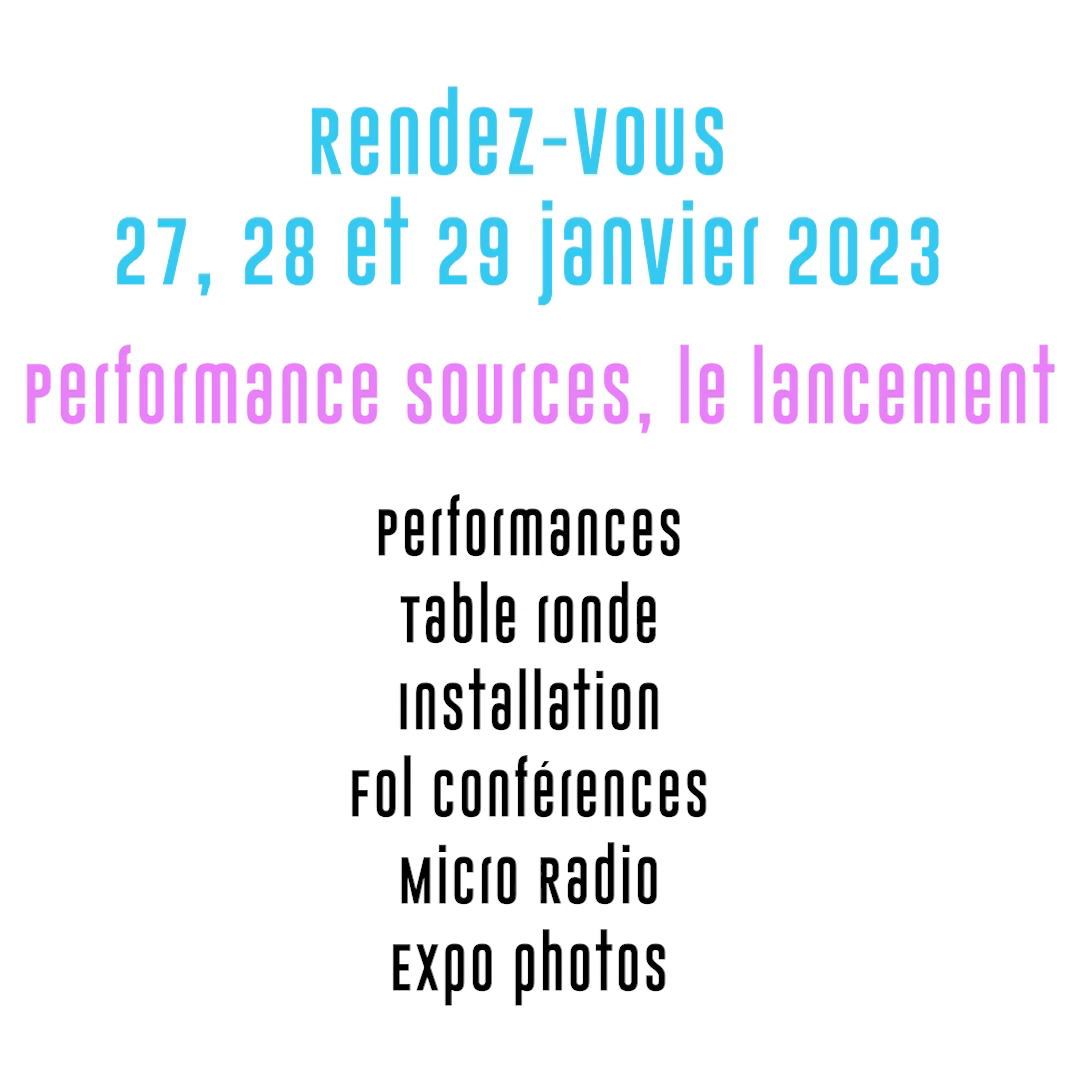 Rendez-vous
27, 28 et 29 janvier 2023
Performance sources, le lancement
Performances
Table ronde
Installation
Fol conférences
Micro Radio
Expo photos